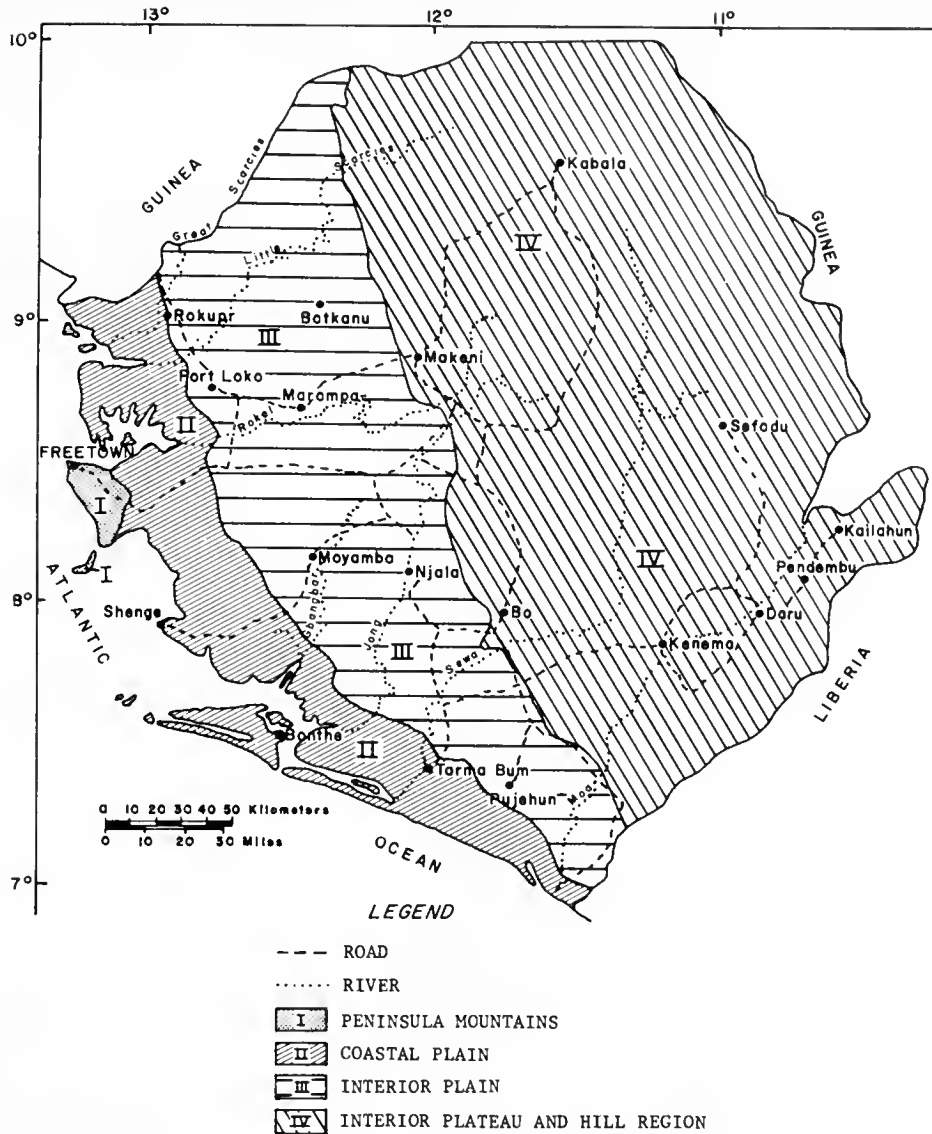 13°
12°
11°
10°
9°
8°
7°
GUINEA
Great Scarcies
Little Scarcies
Kabala
IV
GUINEA
Rokupr
Batkanu
III
Makeni
Port Loko
Marampa
Rokel
II
FREETOWN
Sefadu
I
I
Kailahun
Pendembu
Moyamba
Njala
IV
ATLANTIC
Shenge
Bo
Daru
Kenema
Jong
III
Sewa
LIBERIA
Bonthe
II
Tarma Bum
Pujehun
Moa
0 10 20 30 40 50 Kilometers
0 10 20 30 Miles
OCEAN
LEGEND
ROAD
RIVER
I PENINSULA MOUNTAINS
II COASTAL PLAIN
III INTERIOR PLAIN
IV INTERIOR PLATEAU AND HILL REGION